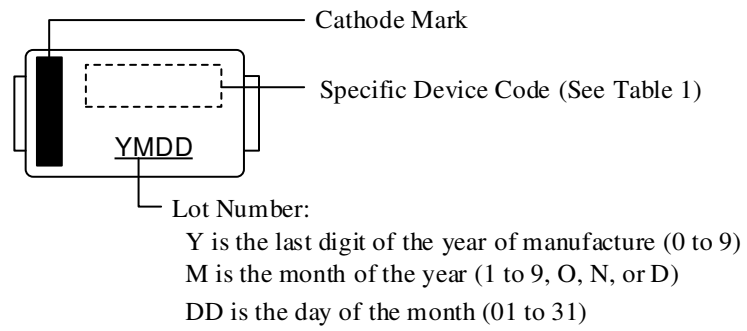 Cathode Mark
Specific Device Code (See Table 1)
YMDD
Lot Number:
Y is the last digit of the year of manufacture (0 to 9)
M is the month of the year (1 to 9, O, N, or D)
DD is the day of the month (01 to 31)